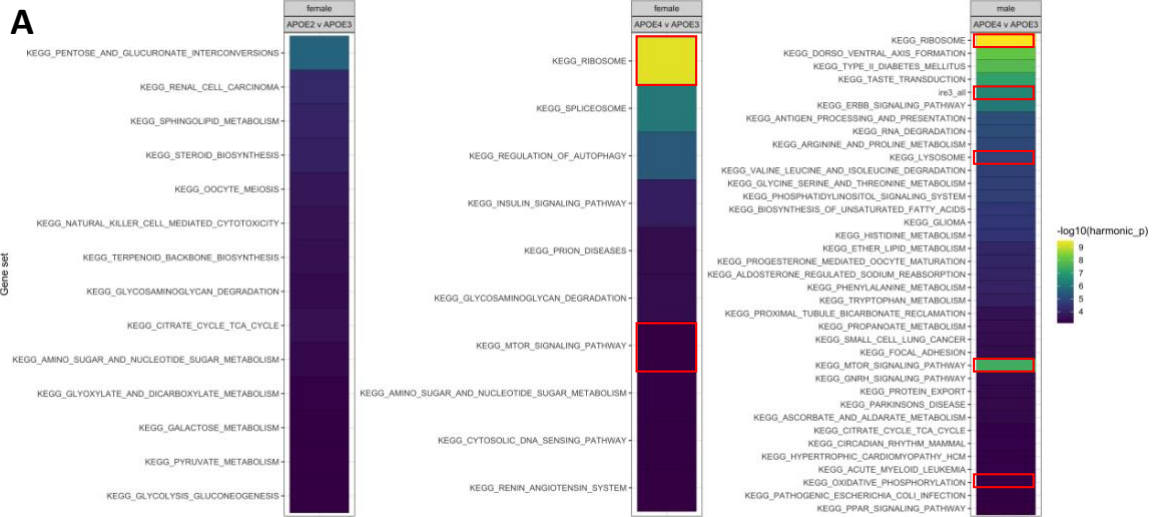 A
Gene set
female
APOE2 v APOE3
KEGG_PENTOSE_AND_GLUCURONATE_INTERCONVERSIONS
KEGG_RENAL_CELL_CARCINOMA
KEGG_SPHINGOLIPID_METABOLISM
KEGG_STEROID_BIOSYNTHESIS
KEGG_OOCYTE_MEIOSIS
KEGG_NATURAL_KILLER_CELL_MEDIATED_CYTOTOXICITY
KEGG_TERPENOID_BACKBONE_BIOSYNTHESIS
KEGG_GLYCOSAMINOGLYCAN_DEGRADATION
KEGG_CITRATE_CYCLE_TCA_CYCLE
KEGG_AMINO_SUGAR_AND_NUCLEOTIDE_SUGAR_METABOLISM
KEGG_GLYOXYLATE_AND_DICARBOXYLATE_METABOLISM
KEGG_GALACTOSE_METABOLISM
KEGG_PYRUVATE_METABOLISM
KEGG_GLYCOLYSIS_GLUCONEOGENESIS
female
APOE4 v APOE3
KEGG_RIBOSOME
KEGG_SPLICEOSOME
KEGG_REGULATION_OF_AUTOPHAGY
KEGG_INSULIN_SIGNALING_PATHWAY
KEGG_PRION_DISEASES
KEGG_GLYCOSAMINOGLYCAN_DEGRADATION
KEGG_MTOR_SIGNALING_PATHWAY
KEGG_AMINO_SUGAR_AND_NUCLEOTIDE_SUGAR_METABOLISM
KEGG_CYTOSOLIC_DNA_SENSING_PATHWAY
KEGG_RENIN_ANGIOTENSIN_SYSTEM
male
APOE4 v APOE3
KEGG_RIBOSOME
KEGG_DORSO_VENTRAL_AXIS_FORMATION
KEGG_TYPE_II_DIABETES_MELLITUS
KEGG_TASTE_TRANSDUCTION
ire3_all
KEGG_ERBB_SIGNALING_PATHWAY
KEGG_ANTIGEN_PROCESSING_AND_PRESENTATION
KEGG_RNA_DEGRADATION
KEGG_ARGININE_AND_PROLINE_METABOLISM
KEGG_LYSOSOME
KEGG_VALINE_LEUCINE_AND_ISOLEUCINE_DEGRADATION
KEGG_GLYCINE_SERINE_AND_THREONINE_METABOLISM
KEGG_PHOSPHATIDYLINOSITOL_SIGNALING_SYSTEM
KEGG_BIOSYNTHESIS_OF_UNSATURATED_FATTY_ACIDS
KEGG_GLIOMA
KEGG_HISTIDINE_METABOLISM
KEGG_ETHER_LIPID_METABOLISM
KEGG_PROGESTERONE_MEDIATED_OOCYTE_MATURATION
KEGG_ALDOSTERONE_REGULATED_SODIUM_REABSORPTION
KEGG_PHENYLALANINE_METABOLISM
KEGG_TRYPTOPHAN_METABOLISM
KEGG_PROXIMAL_TUBULE_BICARBONATE_RECLAMATION
KEGG_PROPANOATE_METABOLISM
KEGG_SMALL_CELL_LUNG_CANCER
KEGG_FOCAL_ADHESION
KEGG_MTOR_SIGNALING_PATHWAY
KEGG_GNRH_SIGNALING_PATHWAY
KEGG_PROTEIN_EXPORT
KEGG_PARKINSONS_DISEASE
KEGG_ASCORBATE_AND_ALDARATE_METABOLISM
KEGG_CITRATE_CYCLE_TCA_CYCLE
KEGG_CIRCADIAN_RHYTHM_MAMMAL
KEGG_HYPERTROPHIC_CARDIOMYOPATHY_HCM
KEGG_ACUTE_MYELOID_LEUKEMIA
KEGG_OXIDATIVE_PHOSPHORYLATION
KEGG_PATHOGENIC_ESCHERICHIA_COLI_INFECTION
KEGG_PPAR_SIGNALING_PATHWAY
-log10(harmonic_p)
9
8
7
6
5
4